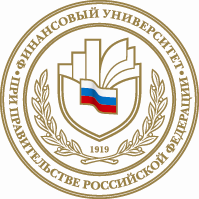 ФИНАНСОВЫЙ УНИВЕРСИТЕТ
ПРИ ПРАВИТЕЛЬСТВЕ РОССИЙСКОЙ ФЕДЕРАЦИИ
1919